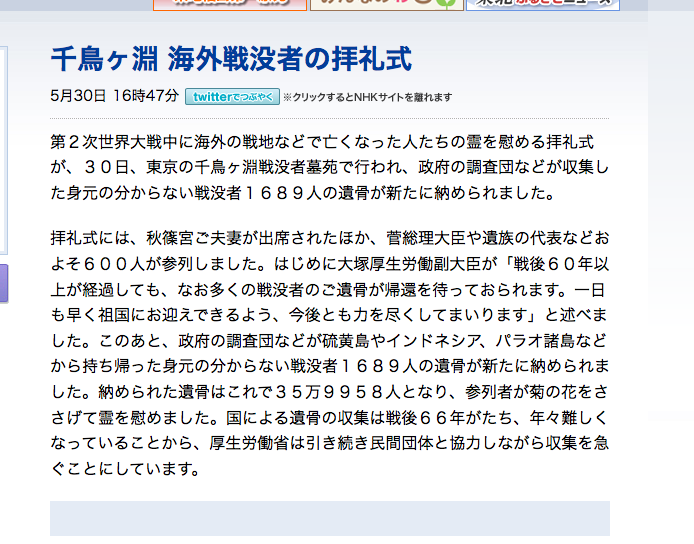 千鳥ヶ淵 海外戦没者の拝礼式
5月30日 16時47分 twitterでつぶやく ※クリックするとNHKサイトを離れます
第２次世界大戦中に海外の戦地などで亡くなった人たちの霊を慰める拝礼式
が、３０日、東京の千鳥ヶ淵戦没者墓苑で行われ、政府の調査団などが収集し
た身元の分からない戦没者１６８９人の遺骨が新たに納められました。
拝礼式には、秋篠宮ご夫妻が出席されたほか、菅総理大臣や遺族の代表などお
よそ６００人が参列しました。はじめに大塚厚生労働副大臣が「戦後６０年以
上が経過しても、なお多くの戦没者のご遺骨が帰還を待っておられます。一日
も早く祖国にお迎えできるよう、今後とも力を尽くしてまいります」と述べま
した。このあと、政府の調査団などが硫黄島やインドネシア、パラオ諸島など
から持ち帰った身元の分からない戦没者１６８９人の遺骨が新たに納められま
した。納められた遺骨はこれで３５万９９５８人となり、参列者が菊の花をさ
さげて霊を慰めました。国による遺骨の収集は戦後６６年がたち、年々難しく
なっていることから、厚生労働省は引き続き民間団体と協力しながら収集を急
ぐことにしています。